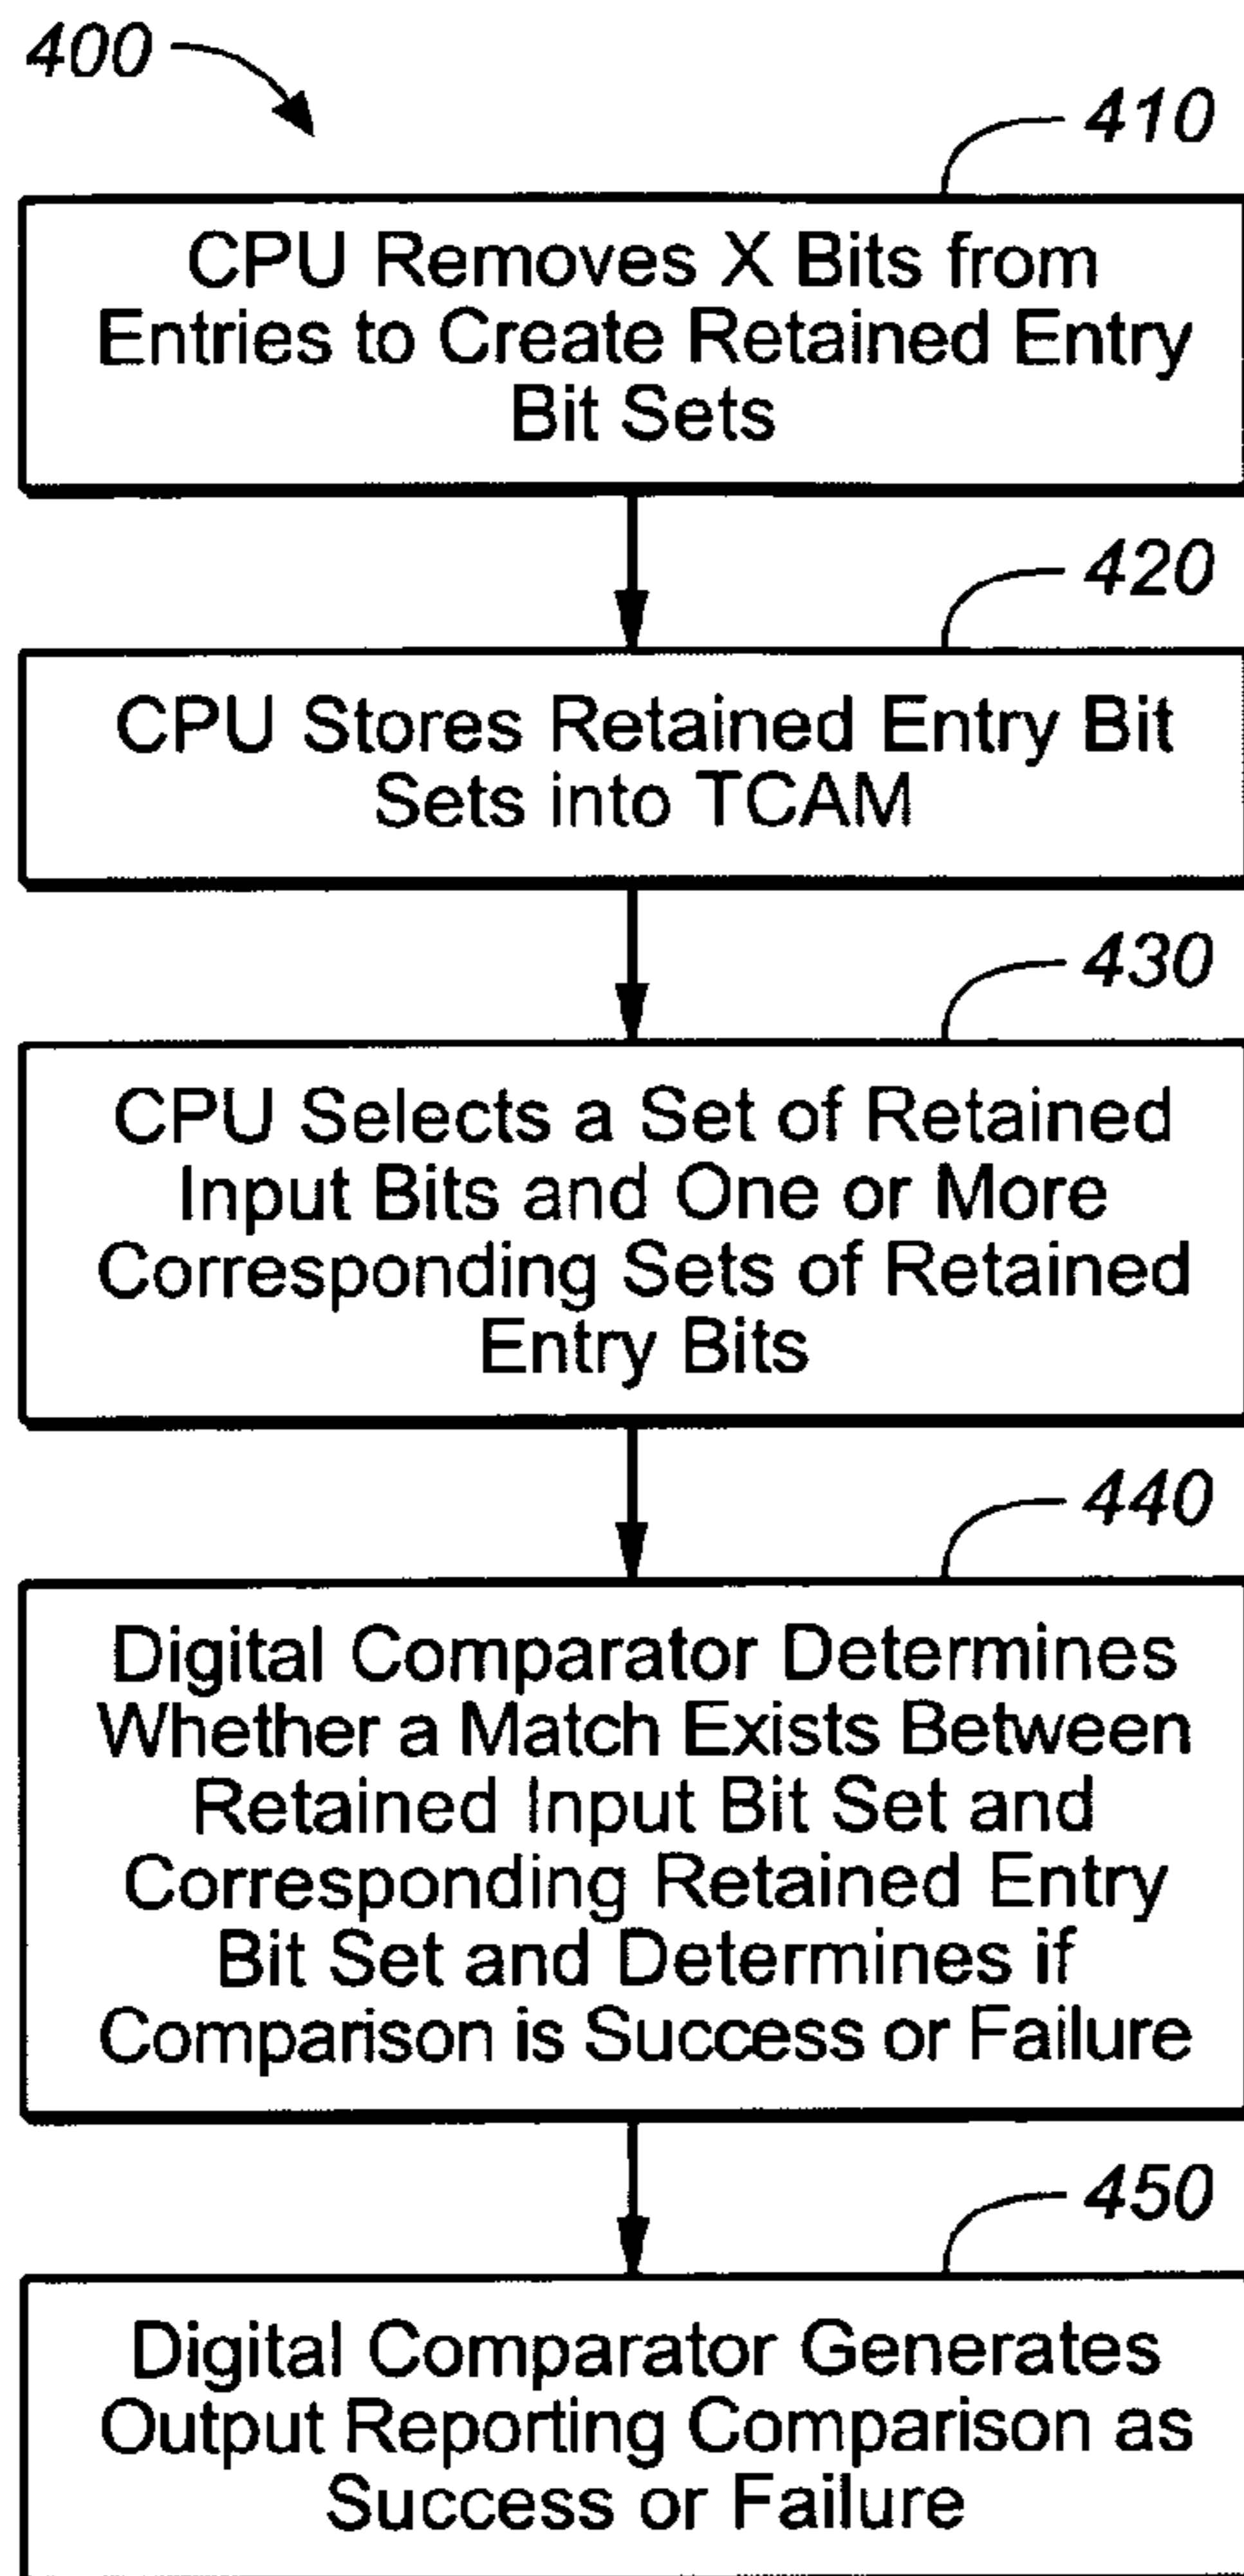 400
410
CPU Removes X Bits from
Entries to Create Retained Entry
Bit Sets
420
CPU Stores Retained Entry Bit
Sets into TCAM
430
CPU Selects a Set of Retained
Input Bits and One or More
Corresponding Sets of Retained
Entry Bits
440
Digital Comparator Determines
Whether a Match Exists Between
Retained Input Bit Set and
Corresponding Retained Entry
Bit Set and Determines if
Comparison is Success or Failure
450
Digital Comparator Generates
Output Reporting Comparison as
Success or Failure